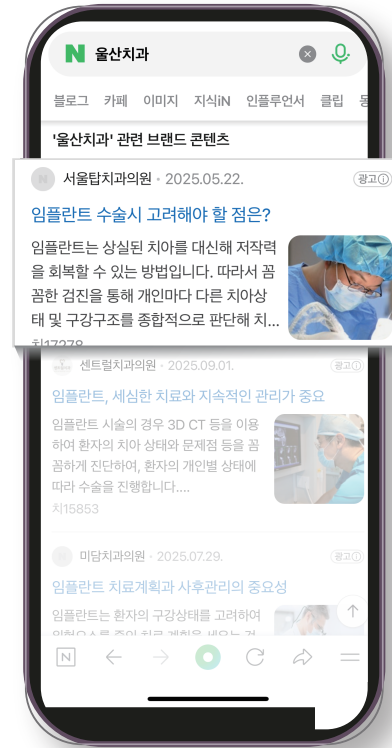 N 울산치과
블로그 카페 이미지 지식iN 인플루언서 클립
'울산치과' 관련 브랜드 콘텐츠
N 서울탑치과의원 · 2025.05.22. 광고
임플란트 수술시 고려해야 할 점은?
임플란트는 상실된 치아를 대신해 저작력
을 회복할 수 있는 방법입니다. 따라서 꼼
꼼한 검진을 통해 개인마다 다른 치아상
태 및 구강구조를 종합적으로 판단해 치...
치17278
센트럴치과의원 · 2025.09.01. 광고
임플란트, 세심한 치료와 지속적인 관리가 중요
임플란트 시술의 경우 3D CT 등을 이용
하여 환자의 치아 상태와 문제점 등을 꼼
꼼하게 진단하여, 환자의 개인별 상태에
따라 수술을 진행합니다....
치15853
N 미담치과의원 · 2025.07.29. 광고
임플란트 치료계획과 사후관리의 중요성
임플란트는 환자의 구강상태를 고려하여
N